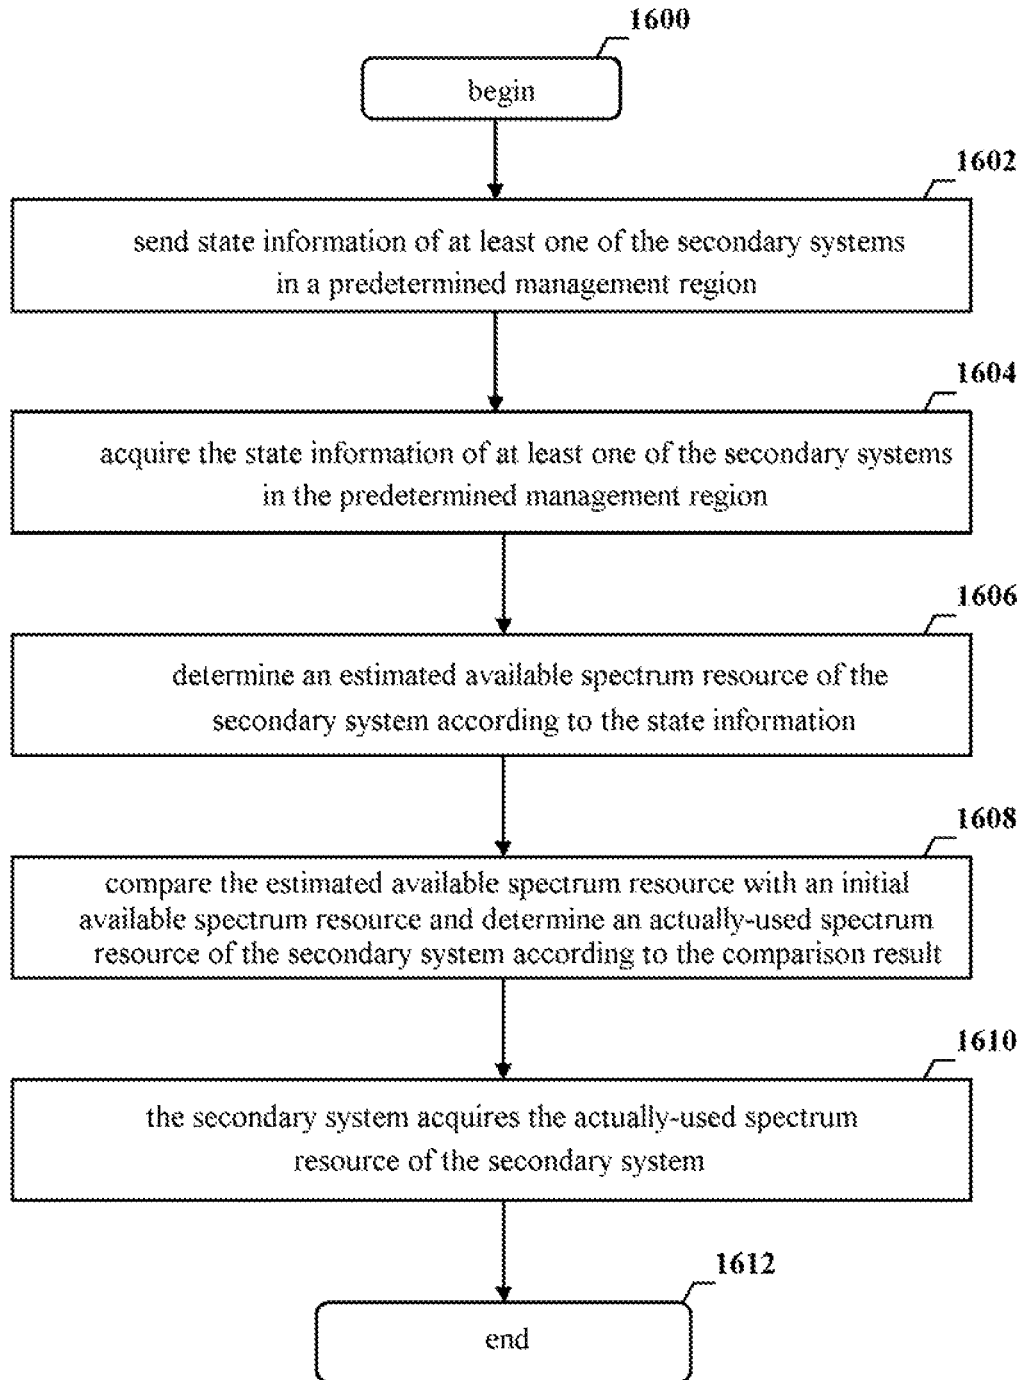 1600
begin
1602
send state information of at least one of the secondary systems
in a predetermined management region
1604
acquire the state information of at least one of the secondary systems
in the predetermined management region
1606
determine an estimated available spectrum resource of the
secondary system according to the state information
1608
compare the estimated available spectrum resource with an initial
available spectrum resource and determine an actually-used spectrum
resource of the secondary system according to the comparison result
1610
the secondary system acquires the actually-used spectrum
resource of the secondary system
1612
end